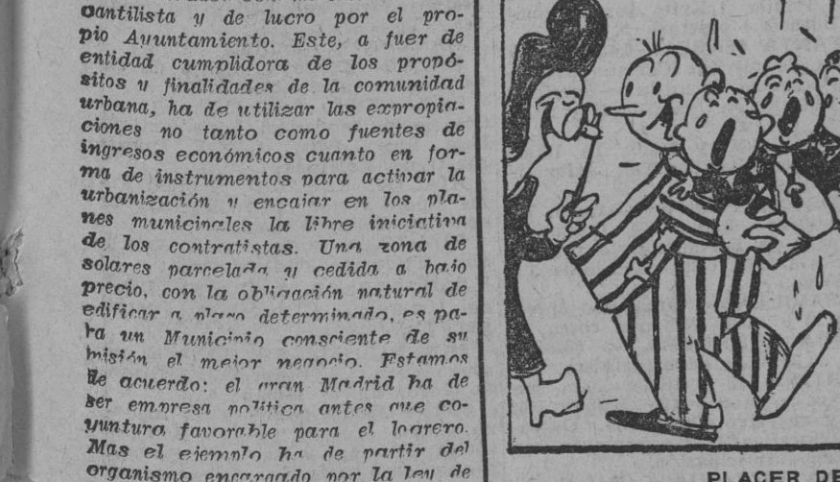 cantilista y de lucro por el pro-
pio Ayuntamiento. Este, a fuer de
entidad cumplidora de los propó-
sitos y finalidades de la comunidad
urbana, ha de utilizar las expropia-
ciones no tanto como fuentes de
ingresos económicos cuanto en for-
ma de instrumentos para activar la
urbanización y encajar en los pla-
nes municipales la libre iniciativa
de los contratistas. Una zona de
solares parcelada y cedida a bajo
precio, con la obligación natural de
edificar a plazo determinado, es pa-
ra un Municipio consciente de su
misión el mejor negocio. Estamos
de acuerdo: el gran Madrid ha de
ser empresa política antes que co-
yuntura favorable para el logrero.
Mas el ejemplo ha de partir del
organismo encargado por la ley de
PLACER DE